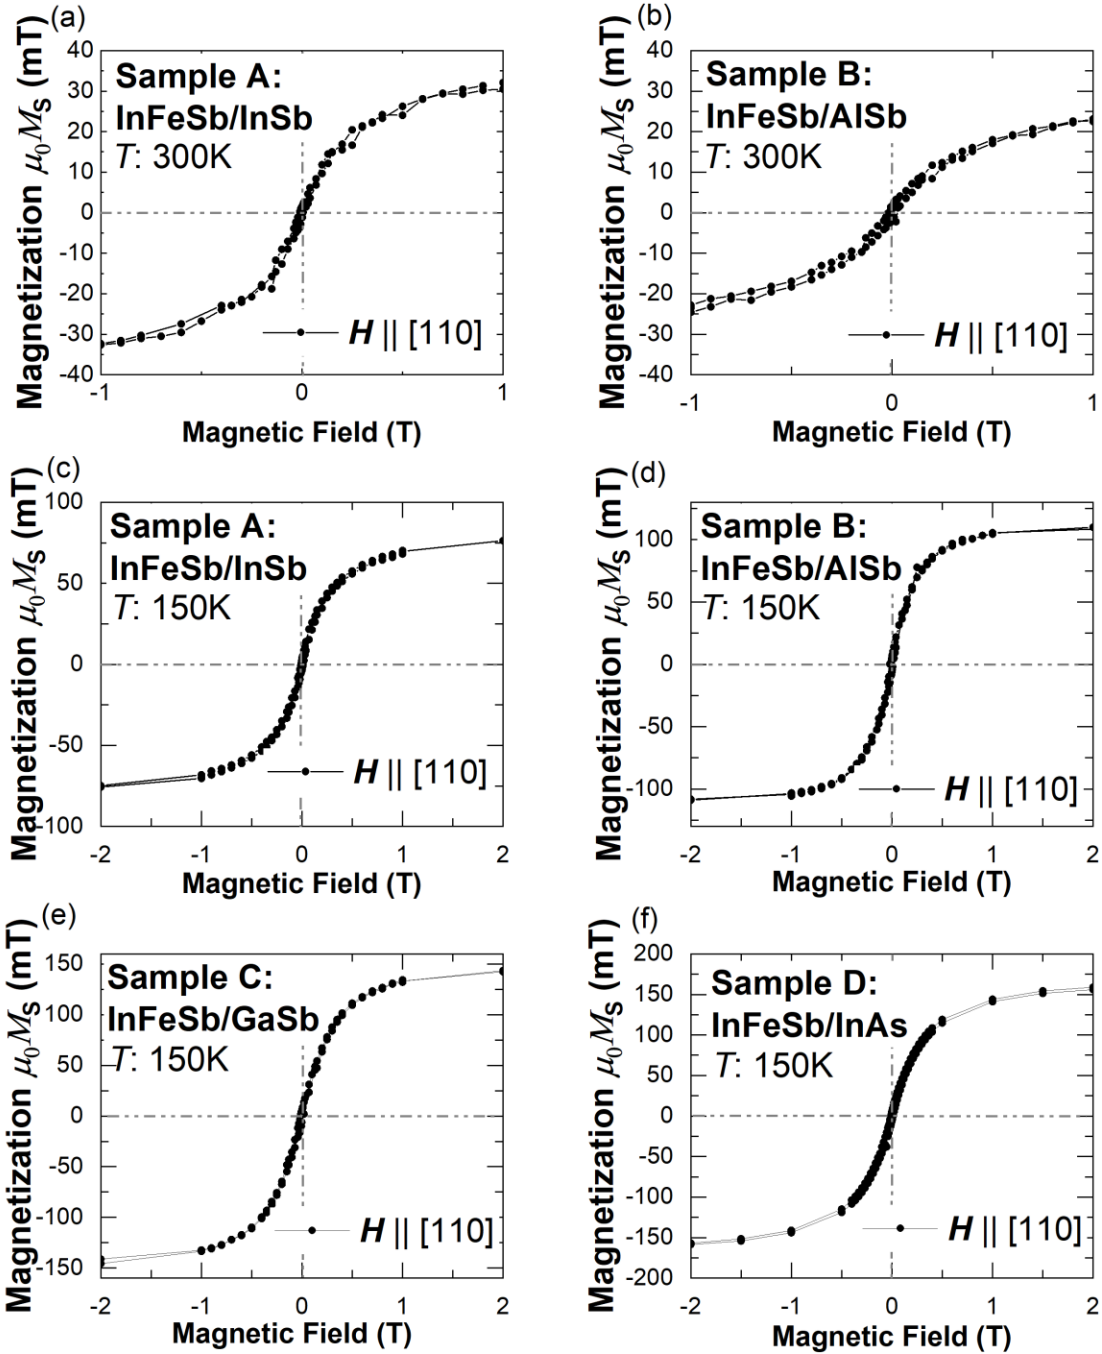 (a)
Magnetization μ₀Mₛ (mT)
40
30
20
10
0
-10
-20
-30
-40
Sample A:
InFeSb/InSb
T: 300K
H || [110]
-1 0 1
Magnetic Field (T)
(b)
Magnetization μ₀Mₛ (mT)
40
30
20
10
0
-10
-20
-30
-40
Sample B:
InFeSb/AlSb
T: 300K
H || [110]
-1 0 1
Magnetic Field (T)
(c)
Magnetization μ₀Mₛ (mT)
100
50
0
-50
-100
Sample A:
InFeSb/InSb
T: 150K
H || [110]
-2 -1 0 1 2
Magnetic Field (T)
(d)
Magnetization μ₀Mₛ (mT)
100
50
0
-50
-100
Sample B:
InFeSb/AlSb
T: 150K
H || [110]
-2 -1 0 1 2
Magnetic Field (T)
(e)
Magnetization μ₀Mₛ (mT)
150
100
50
0
-50
-100
-150
Sample C:
InFeSb/GaSb
T: 150K
H || [110]
-2 -1 0 1 2
Magnetic Field (T)
(f)
Magnetization μ₀Mₛ (mT)
200
150
100
50
0
-50
-100
-150
-200
Sample D:
InFeSb/InAs
T: 150K
H || [110]
-2 -1 0 1 2
Magnetic Field (T)